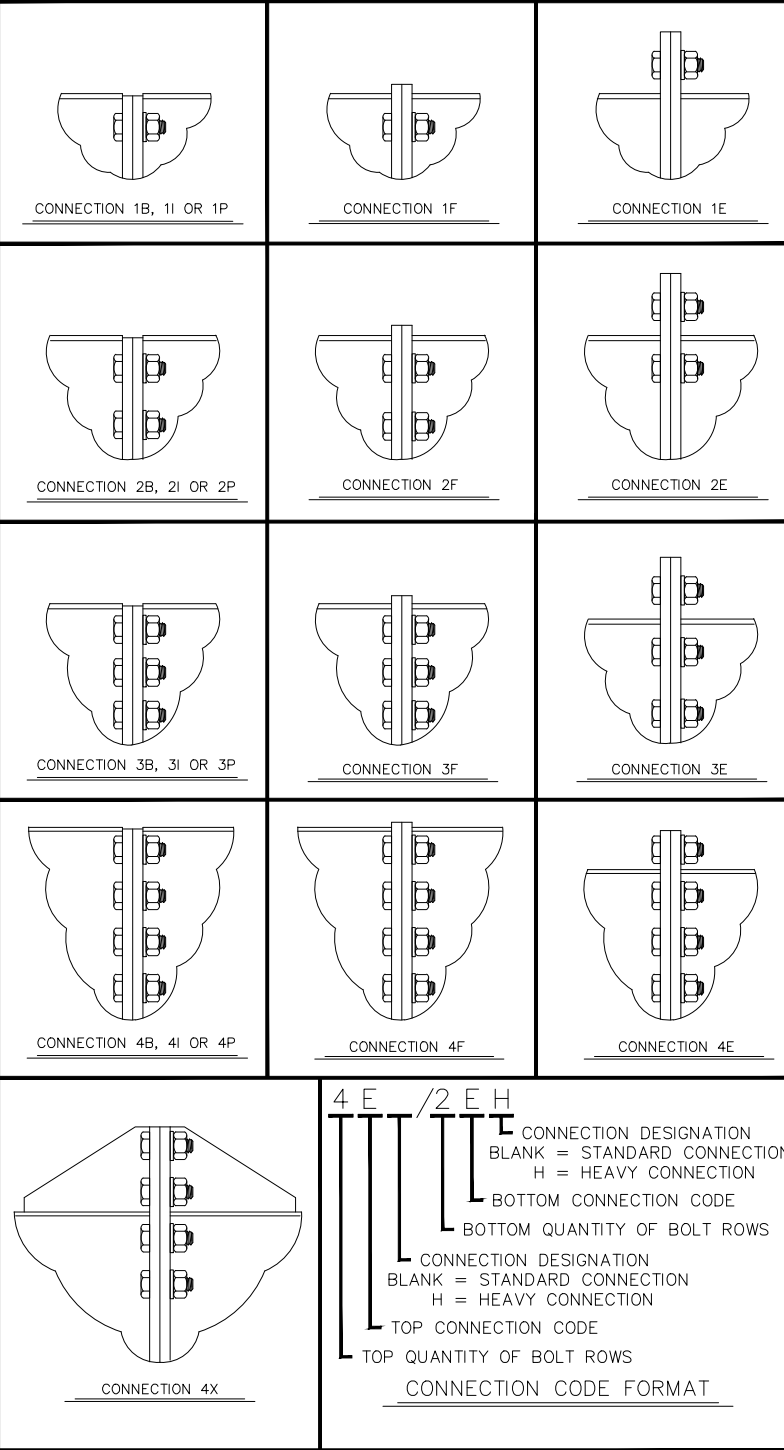 CONNECTION 1B, 1I OR 1P
CONNECTION 1F
CONNECTION 1E
CONNECTION 2B, 2I OR 2P
CONNECTION 2F
CONNECTION 2E
CONNECTION 3B, 3I OR 3P
CONNECTION 3F
CONNECTION 3E
CONNECTION 4B, 4I OR 4P
CONNECTION 4F
CONNECTION 4E
CONNECTION 4X
4 E _ /2 E H
CONNECTION DESIGNATION
BLANK = STANDARD CONNECTION
H = HEAVY CONNECTION
BOTTOM CONNECTION CODE
BOTTOM QUANTITY OF BOLT ROWS
CONNECTION DESIGNATION
BLANK = STANDARD CONNECTION
H = HEAVY CONNECTION
TOP CONNECTION CODE
TOP QUANTITY OF BOLT ROWS
CONNECTION CODE FORMAT